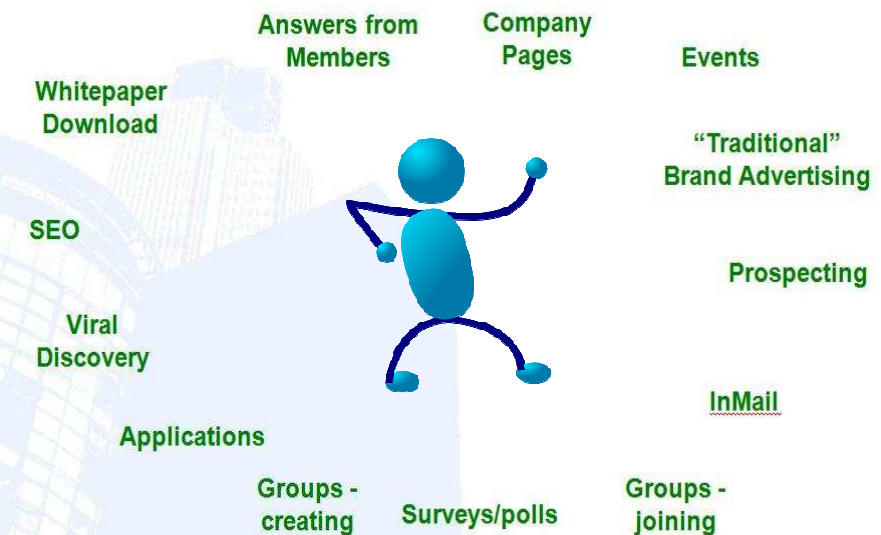 Answers from
Members
Company
Pages
Events
Whitepaper
Download
“Traditional”
Brand Advertising
SEO
Prospecting
Viral
Discovery
InMail
Applications
Groups -
creating
Surveys/polls
Groups -
joining